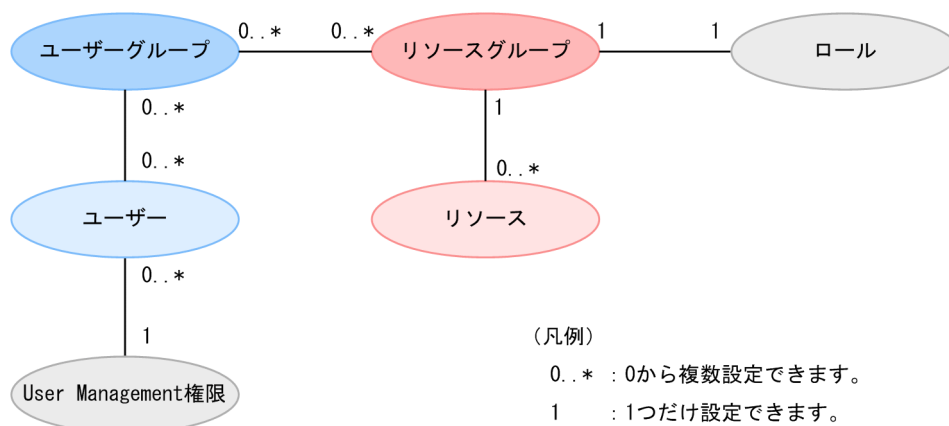 ユーザーグループ
0..*
0..*
リソースグループ
1
1
ロール
0..*
1
0..*
0..*
ユーザー
リソース
0..*
1
User Management権限
(凡例)
0..* :0から複数設定できます。
1 :1つだけ設定できます。